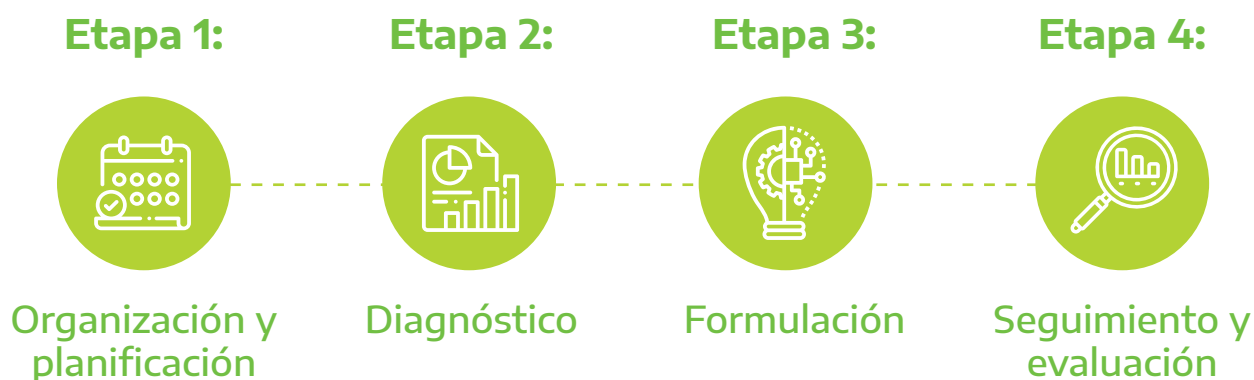 Etapa 1:
Etapa 2:
Etapa 3:
Etapa 4:
Organización y
planificación
Diagnóstico
Formulación
Seguimiento y
evaluación